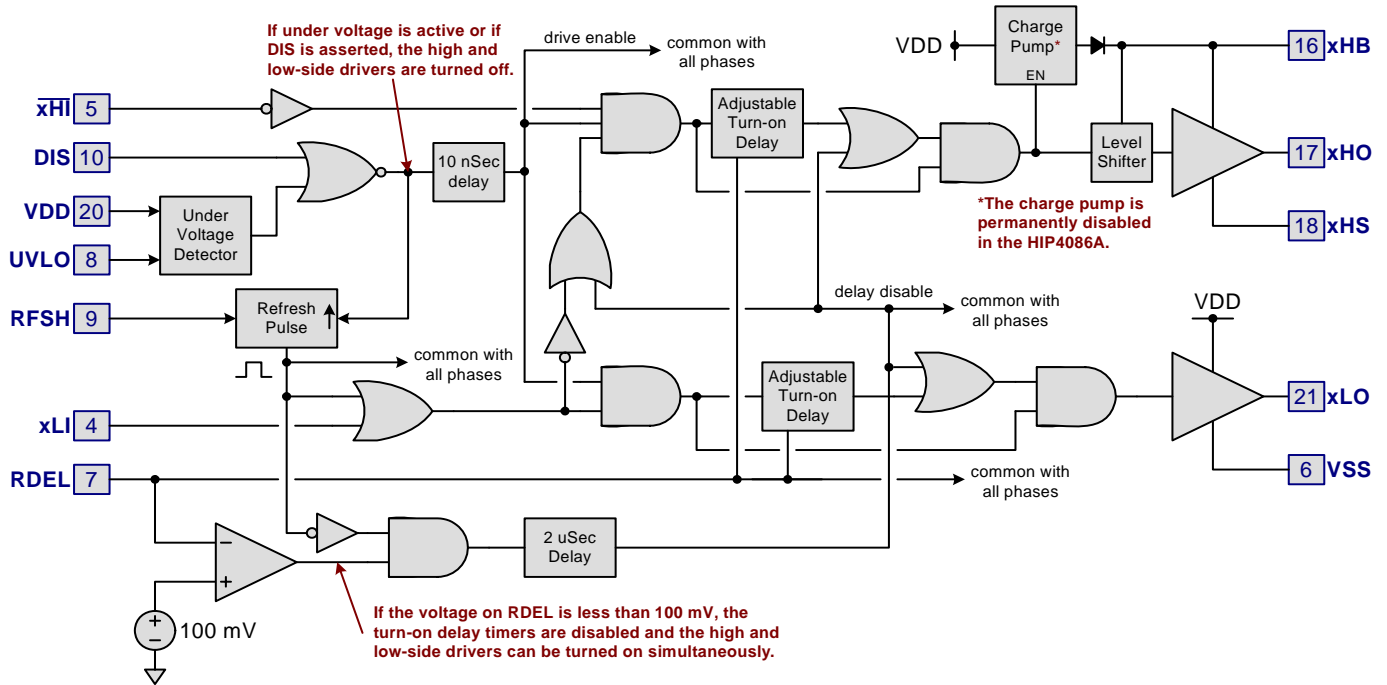 If under voltage is active or if
DIS is asserted, the high and
low-side drivers are turned off.
drive enable
common with
all phases
VDD
Charge
Pump*
EN
16 xHB
xHI 5
Adjustable
Turn-on
Delay
DIS 10
10 nSec
delay
Level
Shifter
17 xHO
VDD 20
Under
Voltage
Detector
UVLO 8
*The charge pump is
permanently disabled
in the HIP4086A.
18 xHS
RFSH 9
Refresh
Pulse
delay disable
common with
all phases
VDD
common with
all phases
Adjustable
Turn-on
Delay
21 xLO
xLI 4
RDEL 7
common with
all phases
6 VSS
2 uSec
Delay
−
+
+
−
100 mV
If the voltage on RDEL is less than 100 mV, the
turn-on delay timers are disabled and the high and
low-side drivers can be turned on simultaneously.